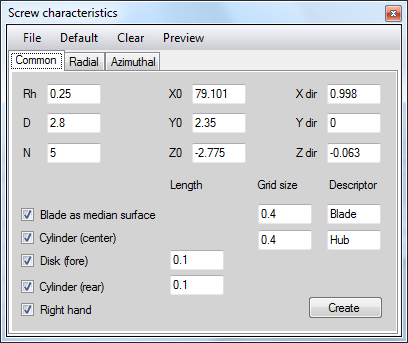 Screw characteristics
File Default Clear Preview
Common Radial Azimuthal
Rh 0.25 X0 79.101 X dir 0.998
D 2.8 Y0 2.35 Y dir 0
N 5 Z0 -2.775 Z dir -0.063
Length Grid size Descriptor
Blade as median surface 0.4 Blade
Cylinder (center) 0.4 Hub
Disk (fore) 0.1
Cylinder (rear) 0.1
Right hand Create